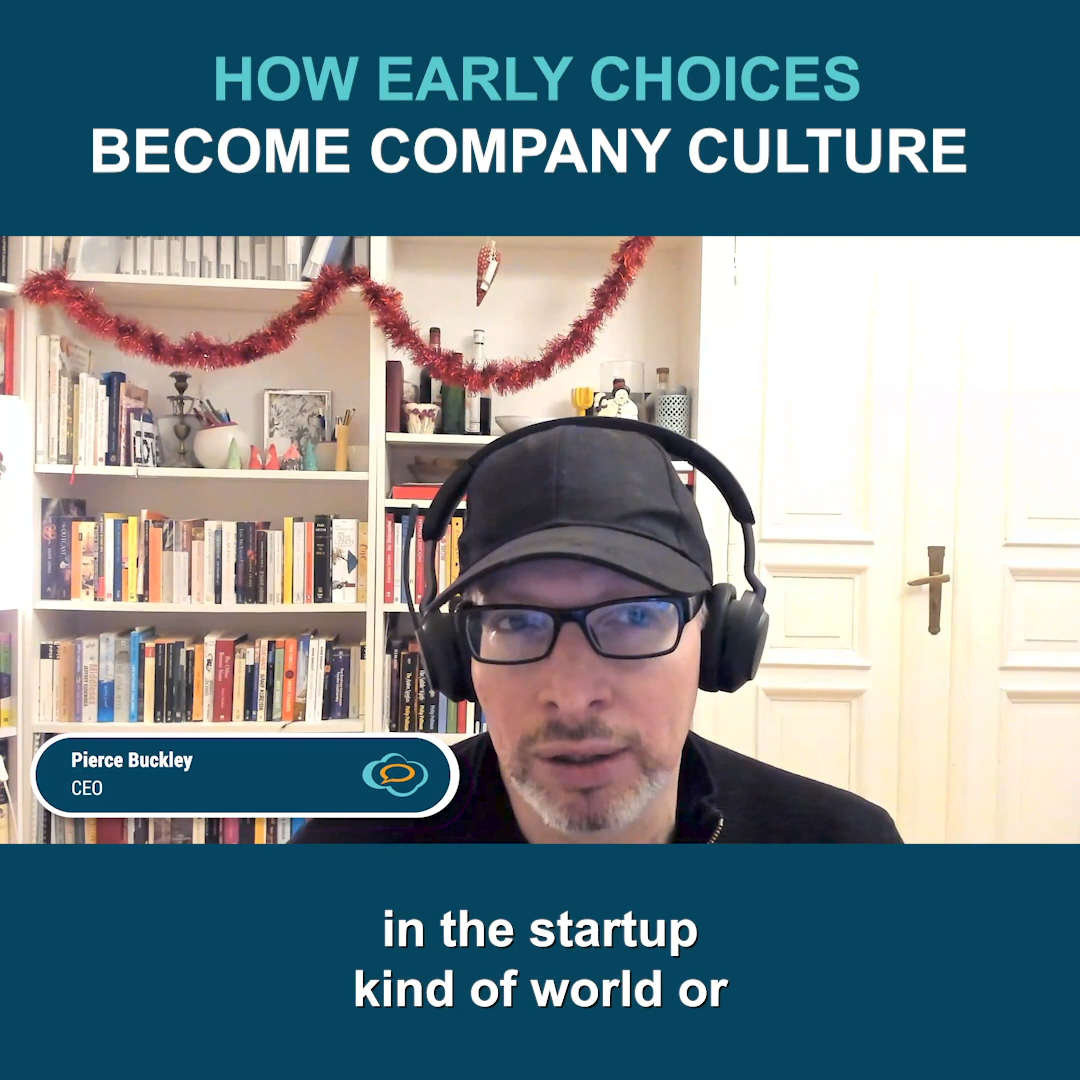 HOW EARLY CHOICES
BECOME COMPANY CULTURE
Pierce Buckley
CEO
in the startup
kind of world or